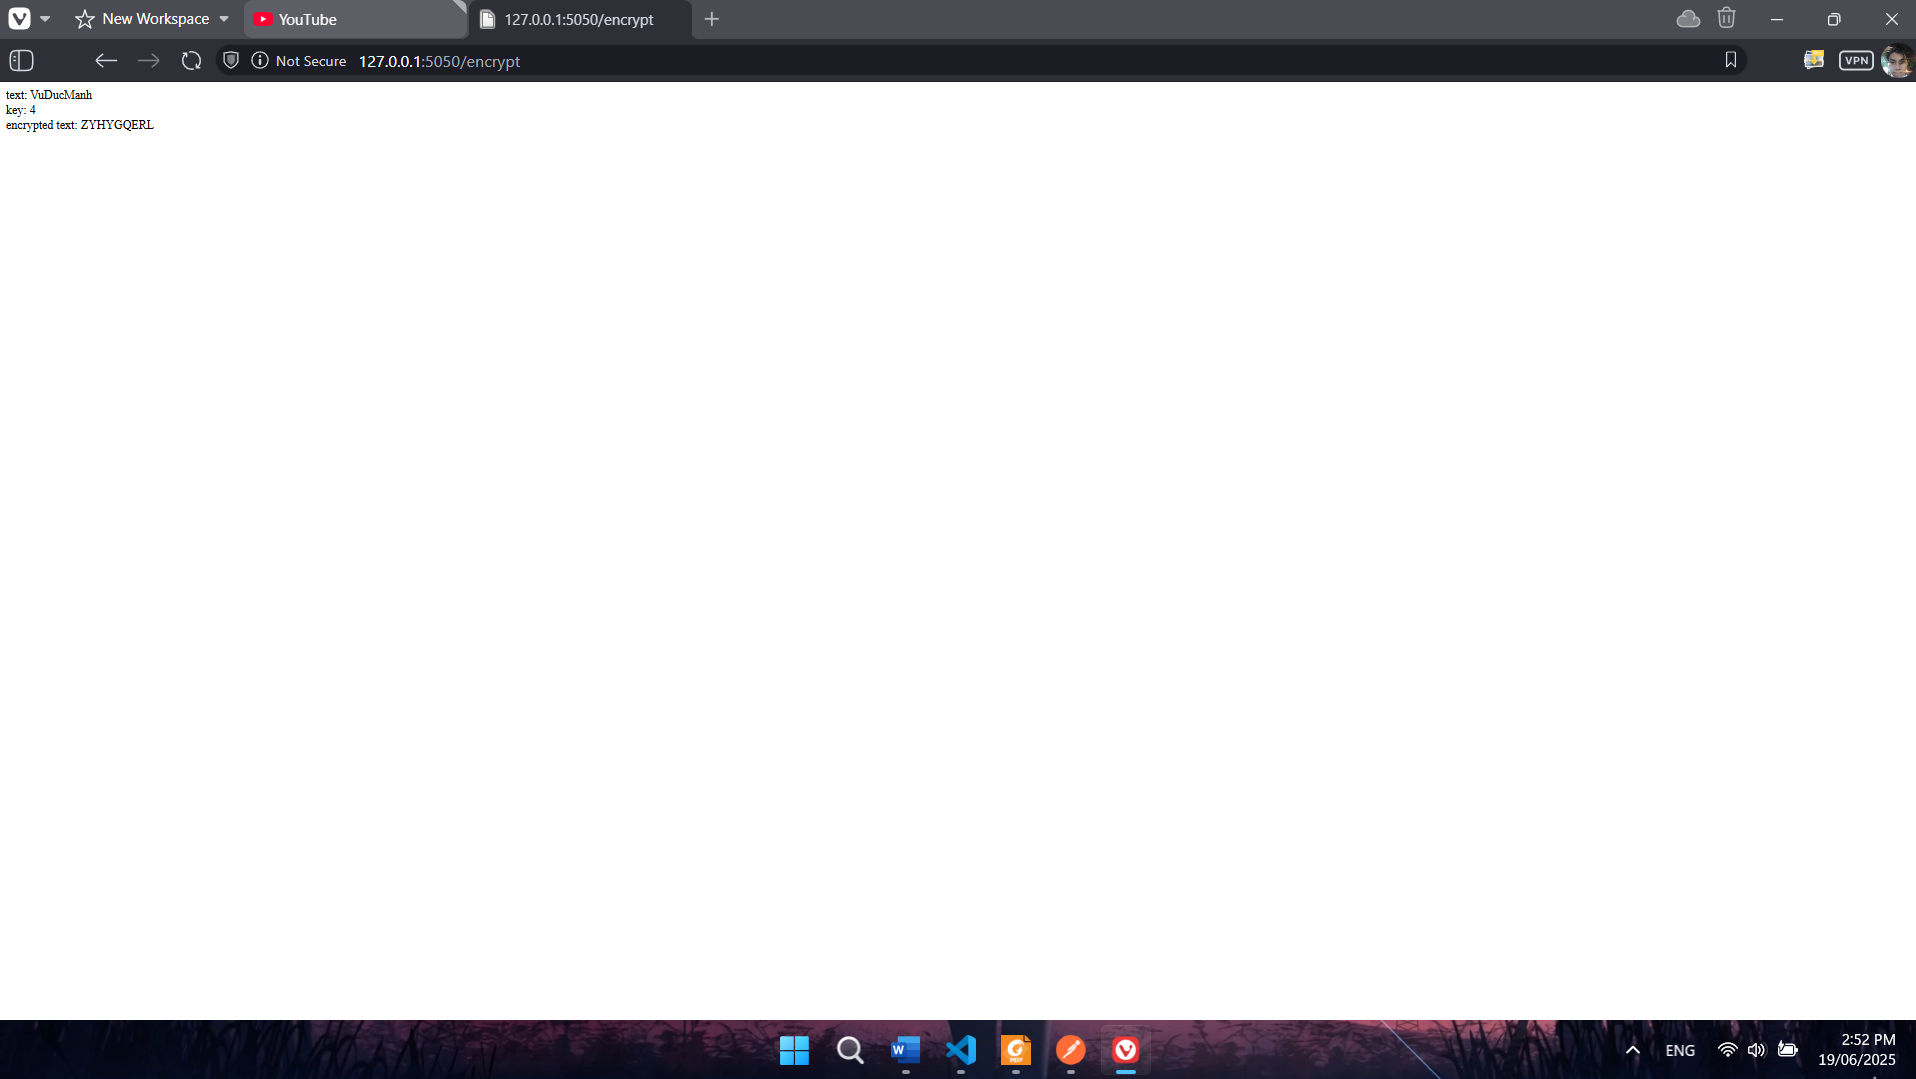 New Workspace
YouTube
127.0.0.1:5050/encrypt
Not Secure
127.0.0.1:5050/encrypt
VPN
text: VuDucManh
key: 4
encrypted text: ZYHYGQERL
W
PDF
ENG
2:52 PM
19/06/2025